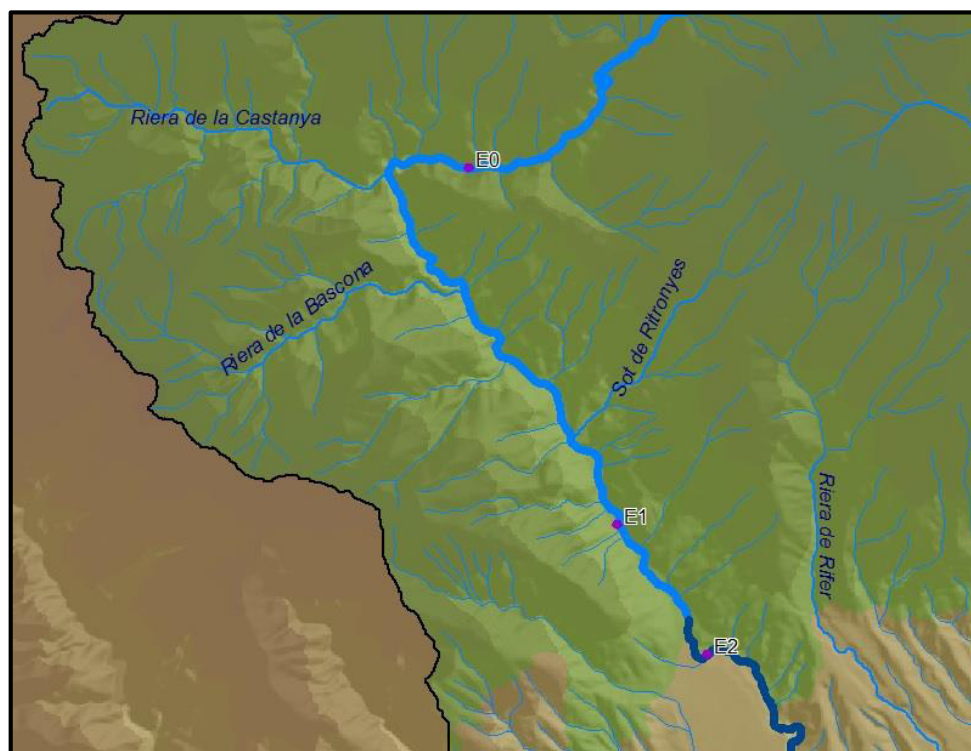 Riera de la Castanya
E0
Riera de la Bascona
Sot de Ritronyes
Riera de Rifer
E1
E2